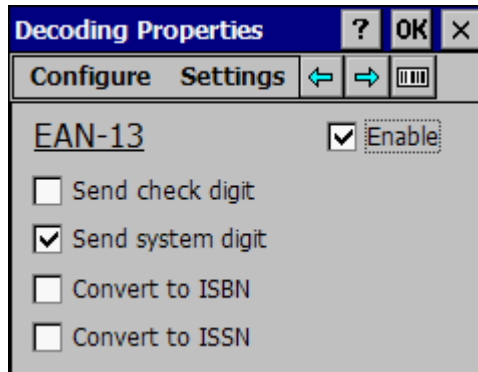 Decoding Properties ? OK ×
Configure Settings
EAN-13 Enable
Send check digit
Send system digit
Convert to ISBN
Convert to ISSN